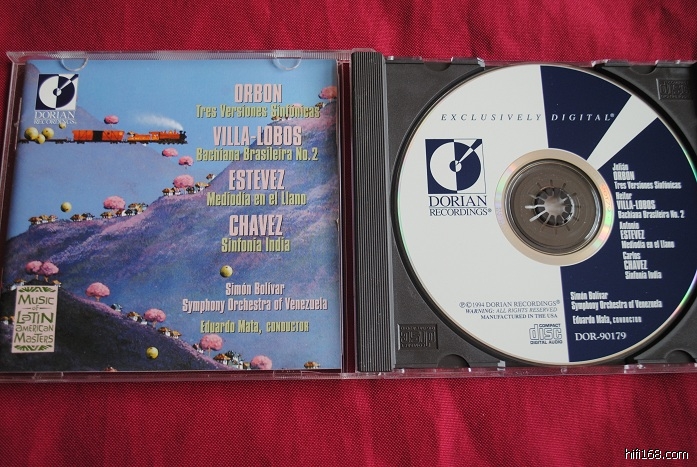 DORIAN
RECORDINGS
ORBON
Tres Versiones Sinfónicas
VILLA-LOBOS
Bachiana Brasileira No. 2
ESTEVEZ
Mediodia en el Llano
CHAVEZ
Sinfonia India
Simón Bolívar
Symphony Orchestra of Venezuela
Eduardo Mata, CONDUCTOR
MUSIC
OF
LATIN
AMERICAN
MASTERS
EXCLUSIVELY DIGITAL®
DORIAN
RECORDINGS®
Julián
ORBON
Tres Versiones Sinfónicas
Heitor
VILLA-LOBOS
Bachiana Brasileira No. 2
Antonio
ESTEVEZ
Mediodia en el Llano
Carlos
CHAVEZ
Sinfonia India
Simón Bolívar
Symphony Orchestra of Venezuela
Eduardo Mata, CONDUCTOR
℗©1994 DORIAN RECORDINGS®
WARNING: ALL RIGHTS RESERVED
MANUFACTURED IN THE USA
COMPACT
disc
DIGITAL AUDIO
DOR-90179
hifi168.com